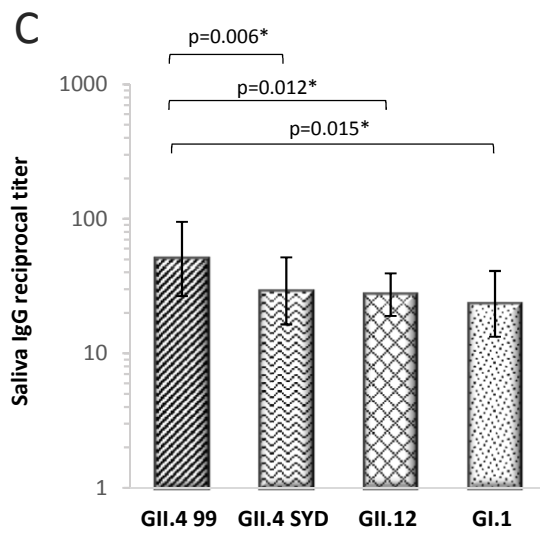 C
p=0.006*
p=0.012*
p=0.015*
Saliva IgG reciprocal titer
1000
100
10
1
GII.4 99 GII.4 SYD GII.12 GI.1